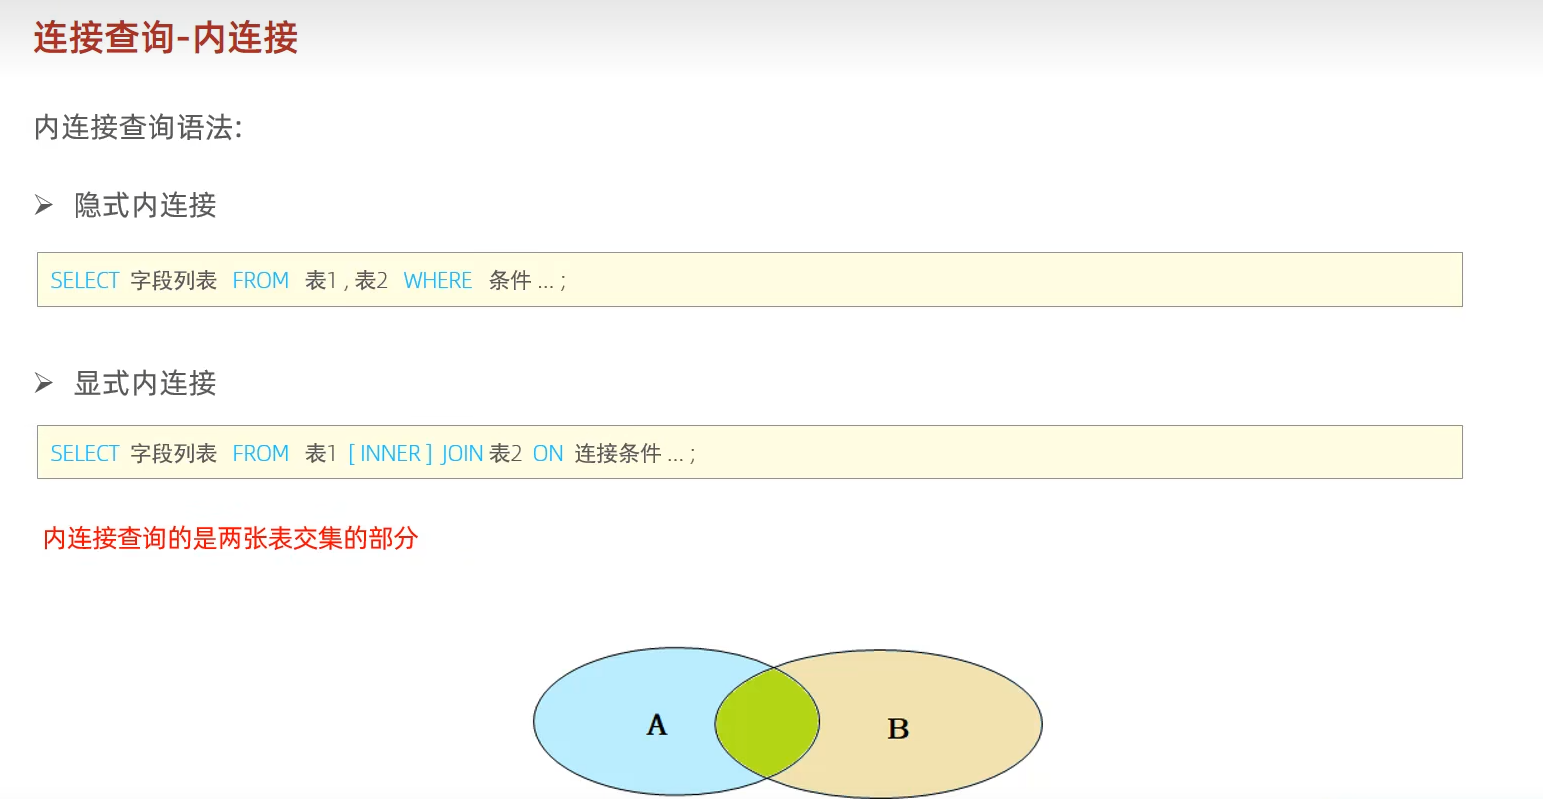 连接查询-内连接
内连接查询语法:
➢ 隐式内连接
SELECT 字段列表 FROM 表1 , 表2 WHERE 条件 ... ;
➢ 显式内连接
SELECT 字段列表 FROM 表1 [ INNER ] JOIN 表2 ON 连接条件 ... ;
内连接查询的是两张表交集的部分
A B